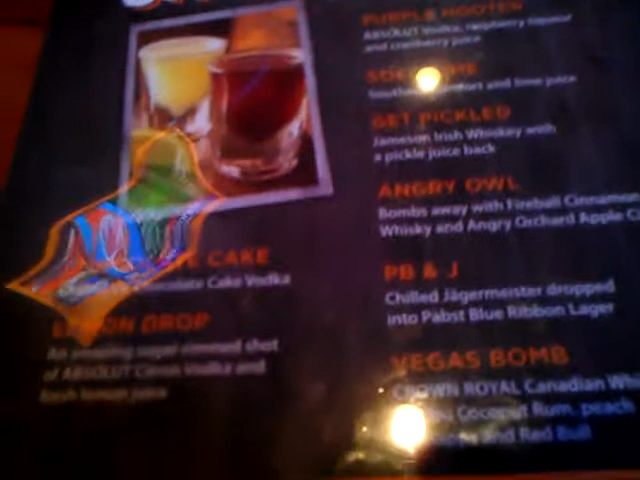 CAKE
Chocolate Cake Vodka
LEMON DROP
An amazing sugar-rimmed shot
of ABSOLUT Citron Vodka and
fresh lemon juice
PURPLE HOOTER
ABSOLUT Vodka, raspberry liqueur
and cranberry juice
and lime juice
GET PICKLED
Jameson Irish Whiskey with
a pickle juice back
ANGRY OWL
Bombs away with Fireball Cinnamon
Whisky and Angry Orchard Apple
PB & J
Chilled Jägermeister dropped
into Pabst Blue Ribbon Lager
VEGAS BOMB
CROWN ROYAL Canadian
Coconut Rum, peach
and Red Bull